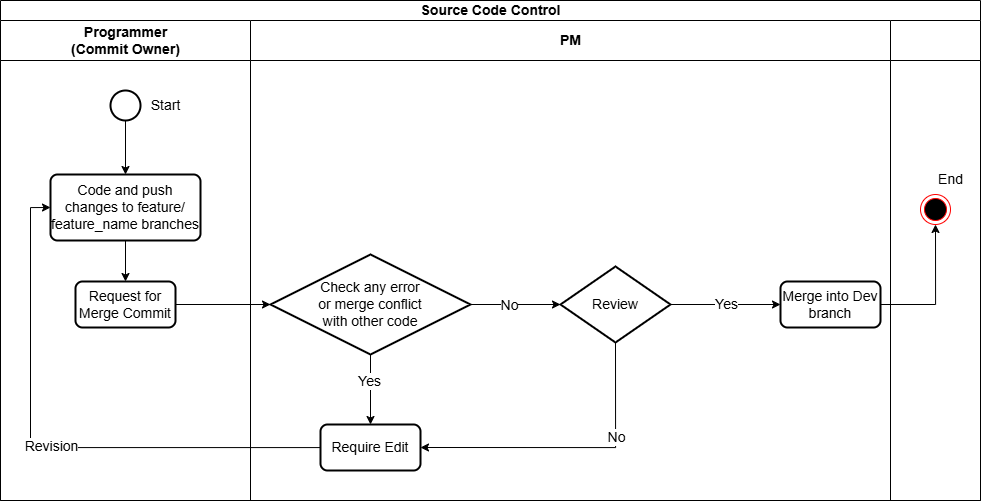 Source Code Control
Programmer
(Commit Owner)
PM
Start
Code and push
changes to feature/
feature_name branches
End
Request for
Merge Commit
Check any error
or merge conflict
with other code
No
Review
Yes
Merge into Dev
branch
Yes
No
Revision
Require Edit